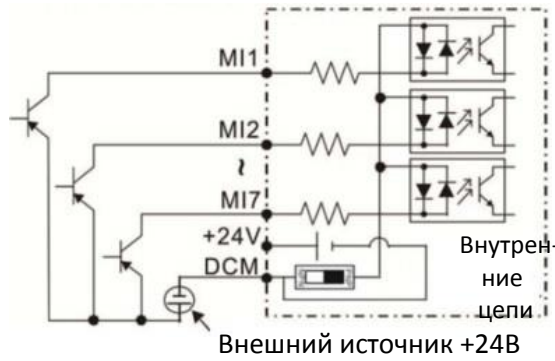 MI1
MI2
~
MI7
+24V
DCM
Внутрен-
ние
цепи
Внешний источник +24В